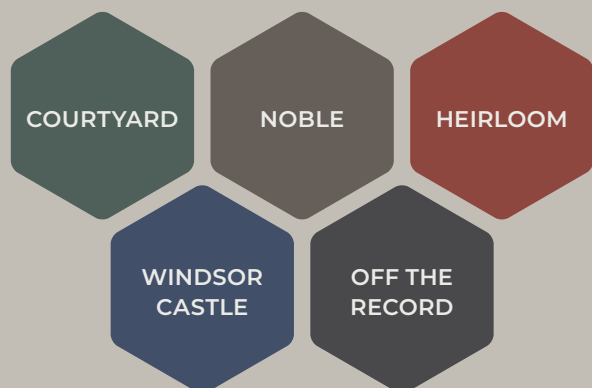 COURTYARD
NOBLE
HEIRLOOM
WINDSOR
CASTLE
OFF THE
RECORD